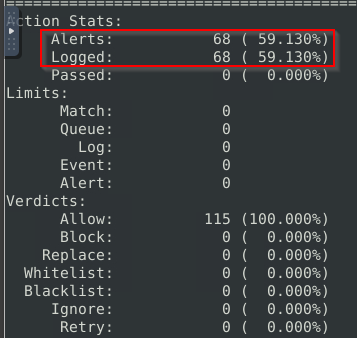 ===========================================
Action Stats:
Alerts: 68 ( 59.130%)
Logged: 68 ( 59.130%)
Passed: 0 ( 0.000%)
Limits:
Match: 0
Queue: 0
Log: 0
Event: 0
Alert: 0
Verdicts:
Allow: 115 (100.000%)
Block: 0 ( 0.000%)
Replace: 0 ( 0.000%)
Whitelist: 0 ( 0.000%)
Blacklist: 0 ( 0.000%)
Ignore: 0 ( 0.000%)
Retry: 0 ( 0.000%)